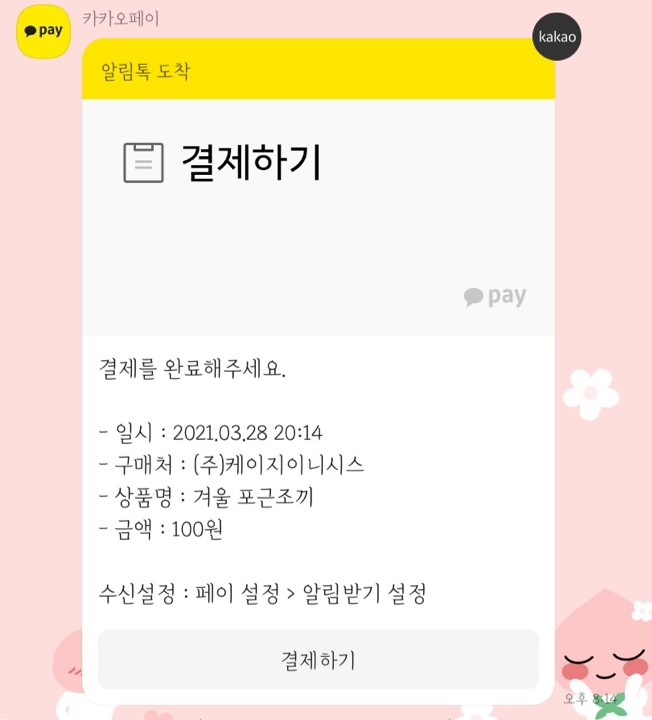 pay
카카오페이
kakao
알림톡 도착
결제하기
pay
결제를 완료해주세요.
- 일시 : 2021.03.28 20:14
- 구매처 : (주)케이지이니시스
- 상품명 : 겨울 포근조끼
- 금액 : 100원
수신설정 : 페이 설정 > 알림받기 설정
결제하기
오후 8:14